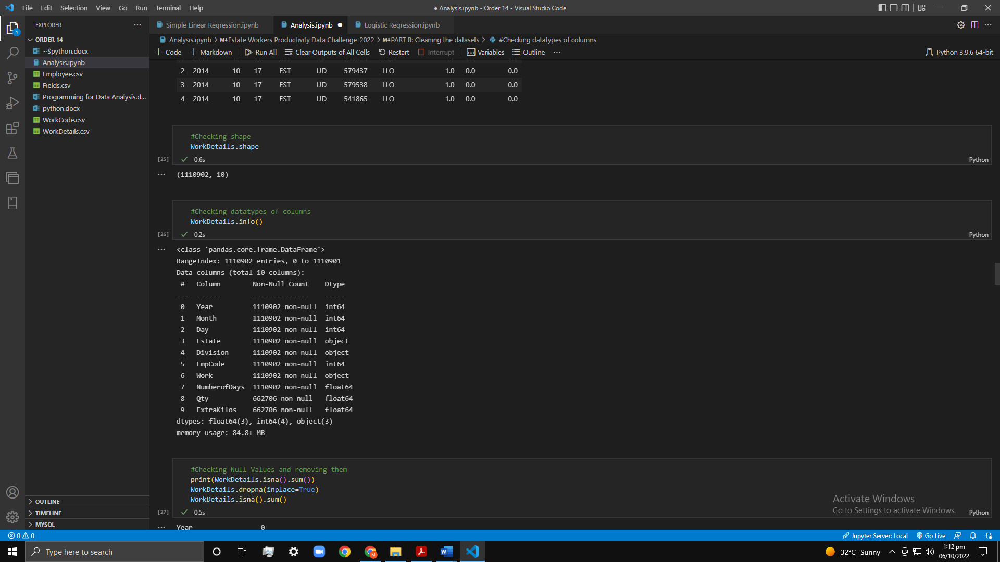 File Edit Selection View Go Run Terminal Help
● Analysis.ipynb - Order 14 - Visual Studio Code
EXPLORER
Simple Linear Regression.ipynb
Analysis.ipynb
Logistic Regression.ipynb
ORDER 14
~$python.docx
Analysis.ipynb
Employee.csv
Fields.csv
Programming for Data Analysis.d...
python.docx
WorkCode.csv
WorkDetails.csv
OUTLINE
TIMELINE
MYSQL
Analysis.ipynb > M↓Estate Workers Productivity Data Challenge-2022 > M↓PART B: Cleaning the datasets > #Checking datatypes of columns
+ Code + Markdown Run All Clear Outputs of All Cells Restart Interrupt Variables Outline ...
Python 3.9.6 64-bit
2 2014 10 17 EST UD 579437 LLO 1.0 0.0 0.0
3 2014 10 17 EST UD 579538 LLO 1.0 0.0 0.0
4 2014 10 17 EST UD 541865 LLO 1.0 0.0 0.0
#Checking shape
WorkDetails.shape
[25] 0.6s Python
(1110902, 10)
#Checking datatypes of columns
WorkDetails.info()
[26] 0.2s Python
<class 'pandas.core.frame.DataFrame'>
RangeIndex: 1110902 entries, 0 to 1110901
Data columns (total 10 columns):
# Column Non-Null Count Dtype
--- ------ -------------- -----
0 Year 1110902 non-null int64
1 Month 1110902 non-null int64
2 Day 1110902 non-null int64
3 Estate 1110902 non-null object
4 Division 1110902 non-null object
5 EmpCode 1110902 non-null int64
6 Work 1110902 non-null object
7 NumberofDays 1110902 non-null float64
8 Qty 662706 non-null float64
9 ExtraKilos 662706 non-null float64
dtypes: float64(3), int64(4), object(3)
memory usage: 84.8+ MB
#Checking Null Values and removing them
print(WorkDetails.isna().sum())
WorkDetails.dropna(inplace=True)
WorkDetails.isna().sum()
[27] 0.5s Python
Year 0
Activate Windows
Go to Settings to activate Windows.
0 0
Jupyter Server: Local Go Live
Type here to search
32°C Sunny
1:12 pm
06/10/2022